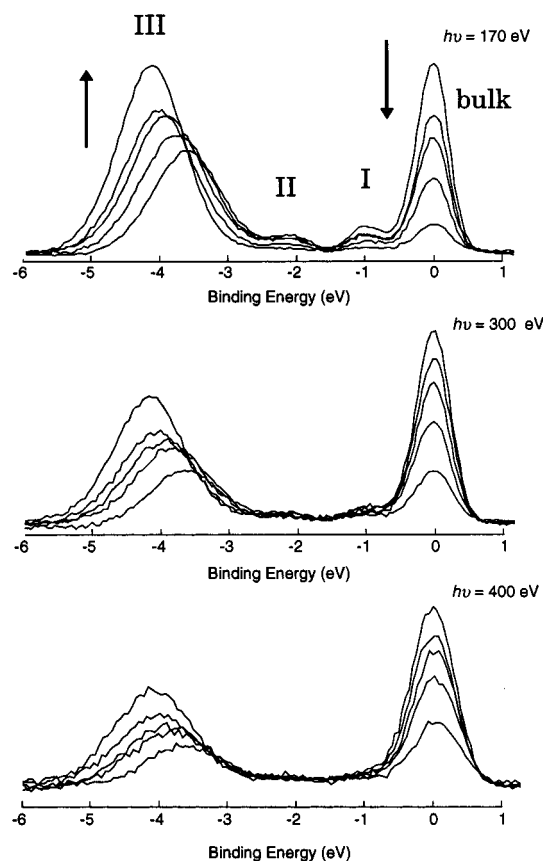 III
hυ = 170 eV
bulk
II
I
-6 -5 -4 -3 -2 -1 0 1
Binding Energy (eV)
hυ = 300 eV
-6 -5 -4 -3 -2 -1 0 1
Binding Energy (eV)
hυ = 400 eV
-6 -5 -4 -3 -2 -1 0 1
Binding Energy (eV)